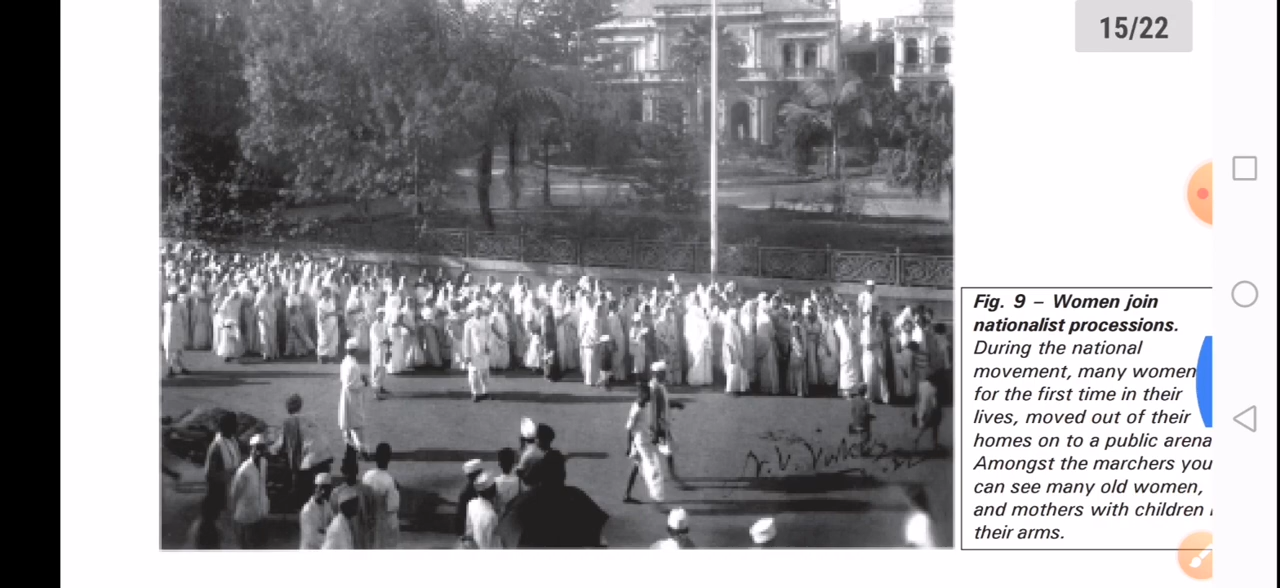 15/22
Fig. 9 – Women join
nationalist processions.
During the national
movement, many women
for the first time in their
lives, moved out of their
homes on to a public arena
Amongst the marchers you
can see many old women,
and mothers with children
their arms.